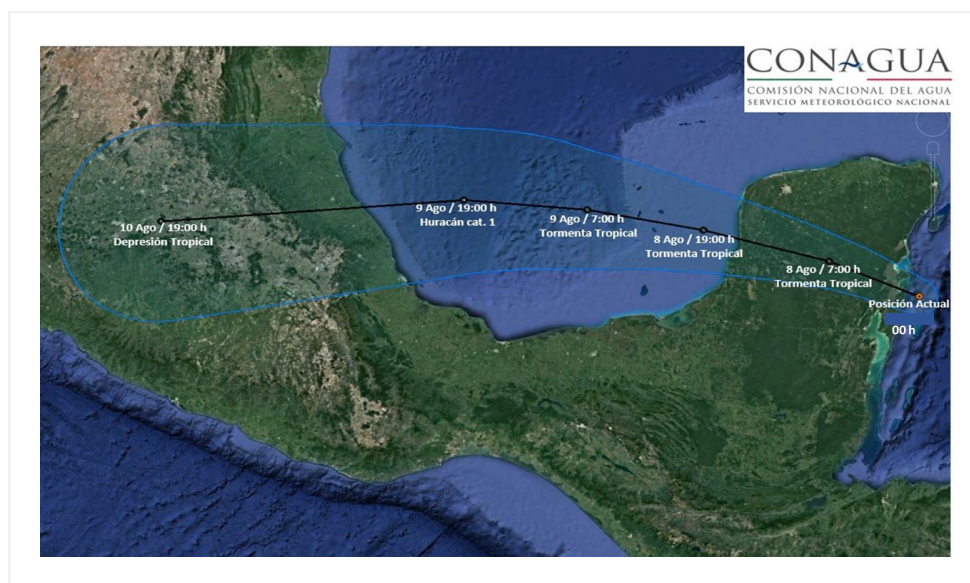 CONAGUA
COMISIÓN NACIONAL DEL AGUA
SERVICIO METEOROLÓGICO NACIONAL
10 Ago / 19:00 h
Depresión Tropical
9 Ago / 19:00 h
Huracán cat. 1
9 Ago / 7:00 h
Tormenta Tropical
8 Ago / 19:00 h
Tormenta Tropical
8 Ago / 7:00 h
Tormenta Tropical
Posición Actual
00 h